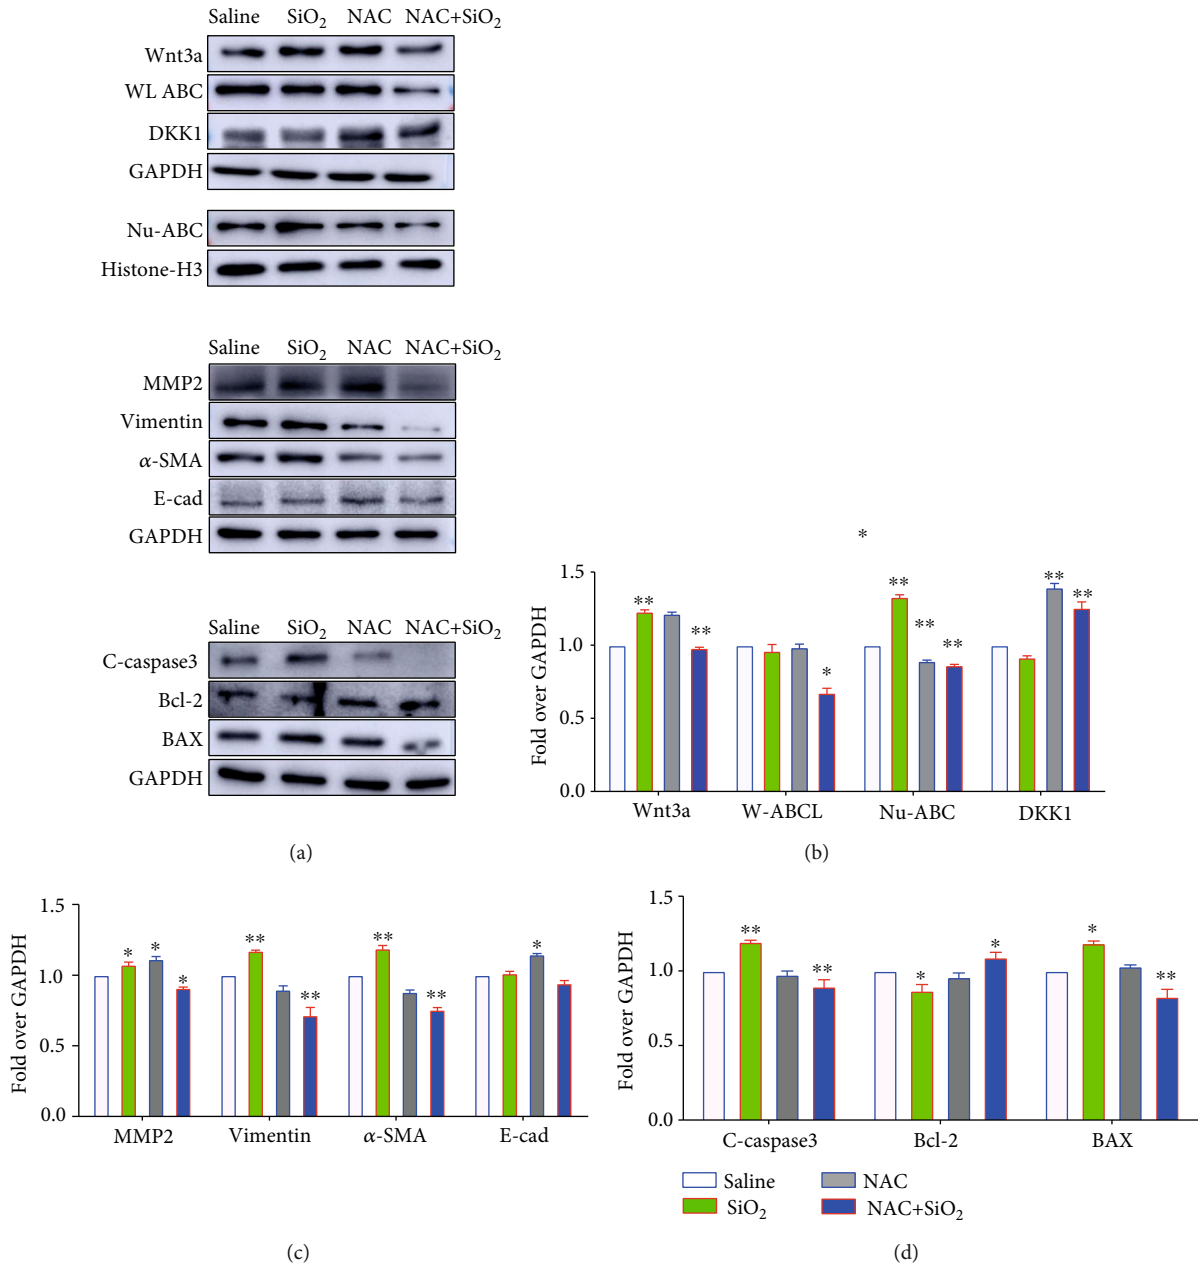 Saline SiO₂ NAC NAC+SiO₂
Wnt3a
WL ABC
DKK1
GAPDH
Nu-ABC
Histone-H3
Saline SiO₂ NAC NAC+SiO₂
MMP2
Vimentin
α-SMA
E-cad
GAPDH
Saline SiO₂ NAC NAC+SiO₂
C-caspase3
Bcl-2
BAX
GAPDH
(a)
*
Fold over GAPDH
1.5
1.0
0.5
0.0
** ** * ** ** ** ** **
Wnt3a W-ABCL Nu-ABC DKK1
(b)
Fold over GAPDH
1.5
1.0
0.5
0.0
* * * ** ** ** ** *
MMP2 Vimentin α-SMA E-cad
(c)
Fold over GAPDH
1.5
1.0
0.5
0.0
** ** * * * **
C-caspase3 Bcl-2 BAX
Saline NAC
SiO₂ NAC+SiO₂
(d)